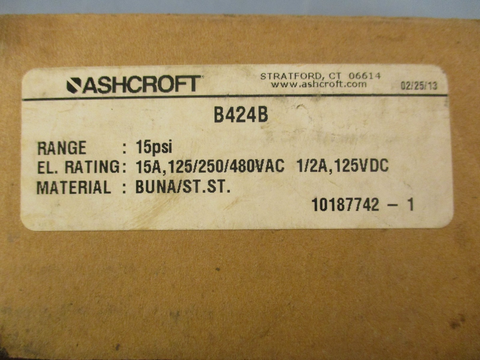 ASHCROFT
STRATFORD, CT 06614
www.ashcroft.com
02/25/13
B424B
RANGE : 15psi
EL. RATING: 15A,125/250/480VAC 1/2A,125VDC
MATERIAL : BUNA/ST.ST.
10187742 - 1